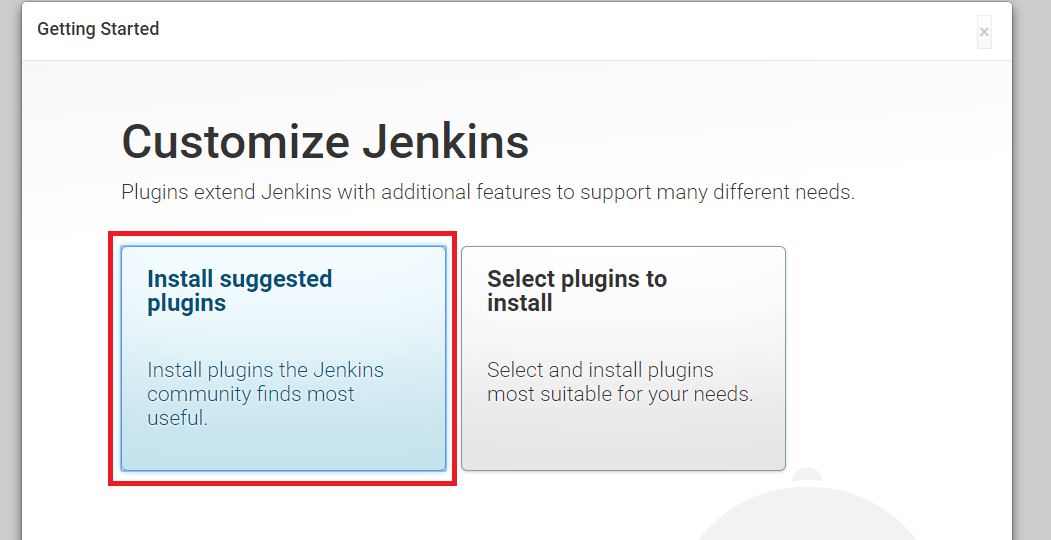 Getting Started
×
Customize Jenkins
Plugins extend Jenkins with additional features to support many different needs.
Install suggested
plugins
Install plugins the Jenkins
community finds most
useful.
Select plugins to
install
Select and install plugins
most suitable for your needs.